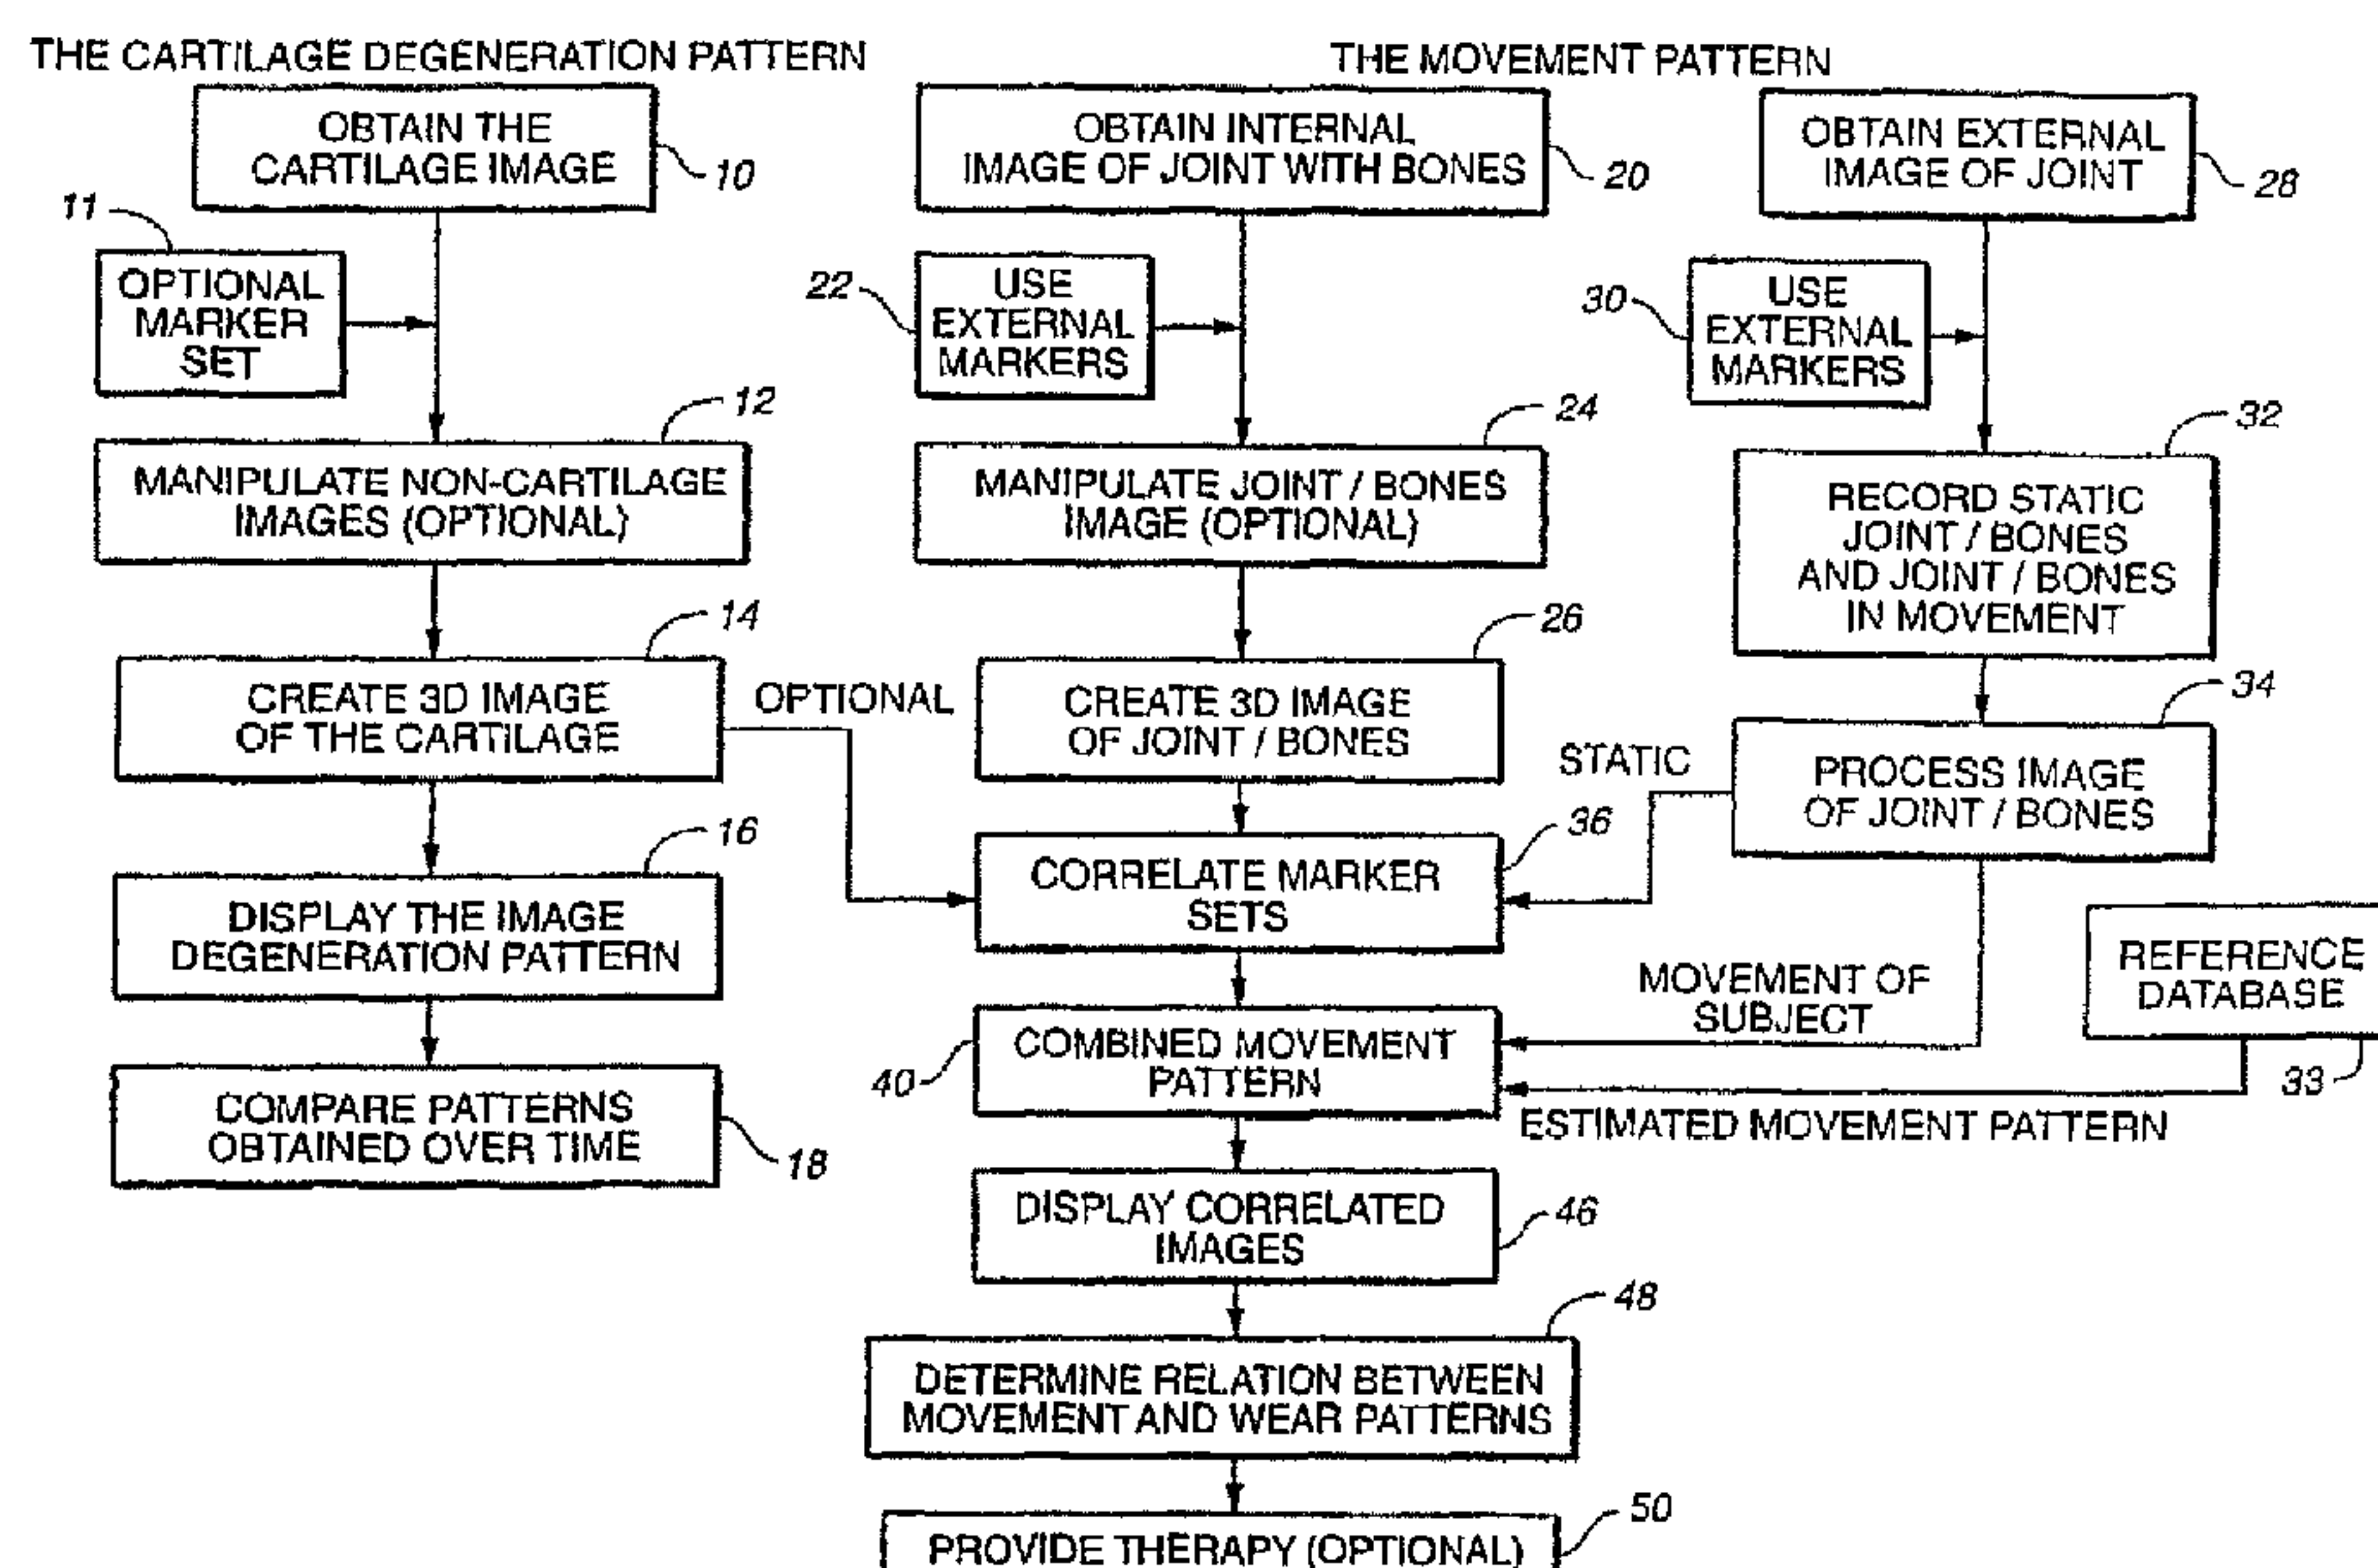 THE CARTILAGE DEGENERATION PATTERN
OBTAIN THE
CARTILAGE IMAGE
10
11
OPTIONAL
MARKER
SET
12
MANIPULATE NON-CARTILAGE
IMAGES (OPTIONAL)
14
CREATE 3D IMAGE
OF THE CARTILAGE
OPTIONAL
16
DISPLAY THE IMAGE
DEGENERATION PATTERN
COMPARE PATTERNS
OBTAINED OVER TIME
18
THE MOVEMENT PATTERN
OBTAIN INTERNAL
IMAGE OF JOINT WITH BONES
20
22
USE
EXTERNAL
MARKERS
24
MANIPULATE JOINT / BONES
IMAGE (OPTIONAL)
26
CREATE 3D IMAGE
OF JOINT / BONES
36
CORRELATE MARKER
SETS
40
COMBINED MOVEMENT
PATTERN
DISPLAY CORRELATED
IMAGES
46
48
DETERMINE RELATION BETWEEN
MOVEMENT AND WEAR PATTERNS
50
PROVIDE THERAPY (OPTIONAL)
OBTAIN EXTERNAL
IMAGE OF JOINT
28
30
USE
EXTERNAL
MARKERS
32
RECORD STATIC
JOINT / BONES
AND JOINT / BONES
IN MOVEMENT
34
PROCESS IMAGE
OF JOINT / BONES
STATIC
MOVEMENT OF
SUBJECT
REFERENCE
DATABASE
33
ESTIMATED MOVEMENT PATTERN